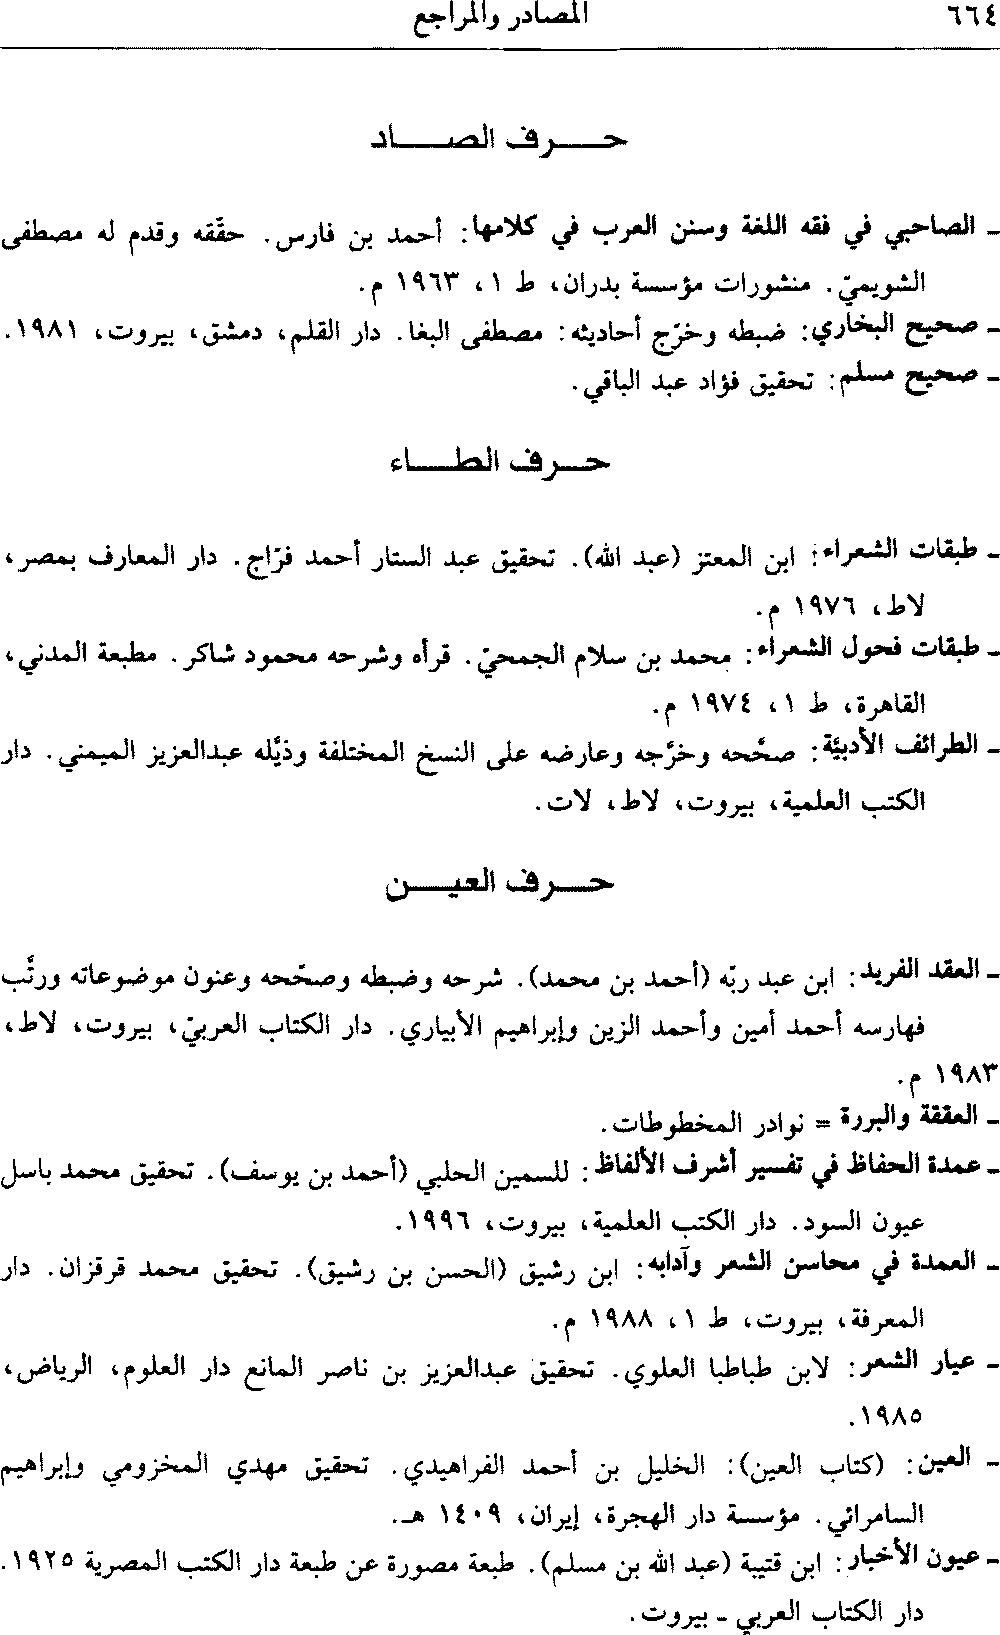 ٦٦٤ المصادر والمراجع
حـــرف الصـــاد
ـ الصاحبي في فقه اللغة وسنن العرب في كلامها: أحمد بن فارس. حقّقه وقدم له مصطفى
الشويميّ. منشورات مؤسسة بدران، ط ١، ١٩٦٣ م.
ـ صحيح البخاري: ضبطه وخرّج أحاديثه: مصطفى البغا. دار القلم، دمشق، بيروت، ١٩٨١.
ـ صحيح مسلم: تحقيق فؤاد عبد الباقي.
حـــرف الطـــاء
ـ طبقات الشعراء: ابن المعتز (عبد الله). تحقيق عبد الستار أحمد فرّاج. دار المعارف بمصر،
لاط، ١٩٧٦ م.
ـ طبقات فحول الشعراء: محمد بن سلام الجمحيّ. قرأه وشرحه محمود شاكر. مطبعة المدني،
القاهرة، ط ١، ١٩٧٤ م.
ـ الطرائف الأدبيَّة: صحَّحه وخرَّجه وعارضه على النسخ المختلفة وذيَّله عبدالعزيز الميمني. دار
الكتب العلمية، بيروت، لاط، لات.
حـــرف العيـــن
ـ العقد الفريد: ابن عبد ربّه (أحمد بن محمد). شرحه وضبطه وصحّحه وعنون موضوعاته ورتَّب
فهارسه أحمد أمين وأحمد الزين وإبراهيم الأبياري. دار الكتاب العربيّ، بيروت، لاط،
١٩٨٣ م.
ـ العققة والبررة = نوادر المخطوطات.
ـ عمدة الحفاظ في تفسير أشرف الألفاظ: للسمين الحلبي (أحمد بن يوسف). تحقيق محمد باسل
عيون السود. دار الكتب العلمية، بيروت، ١٩٩٦.
ـ العمدة في محاسن الشعر وآدابه: ابن رشيق (الحسن بن رشيق). تحقيق محمد قرقزان. دار
المعرفة، بيروت، ط ١، ١٩٨٨ م.
ـ عيار الشعر: لابن طباطبا العلوي. تحقيق عبدالعزيز بن ناصر المانع دار العلوم، الرياض،
١٩٨٥.
ـ العين: (كتاب العين): الخليل بن أحمد الفراهيدي. تحقيق مهدي المخزومي وإبراهيم
السامرائي. مؤسسة دار الهجرة، إيران، ١٤٠٩ هـ.
ـ عيون الأخبار: ابن قتيبة (عبد الله بن مسلم). طبعة مصورة عن طبعة دار الكتب المصرية ١٩٢٥.
دار الكتاب العربي ـ بيروت.